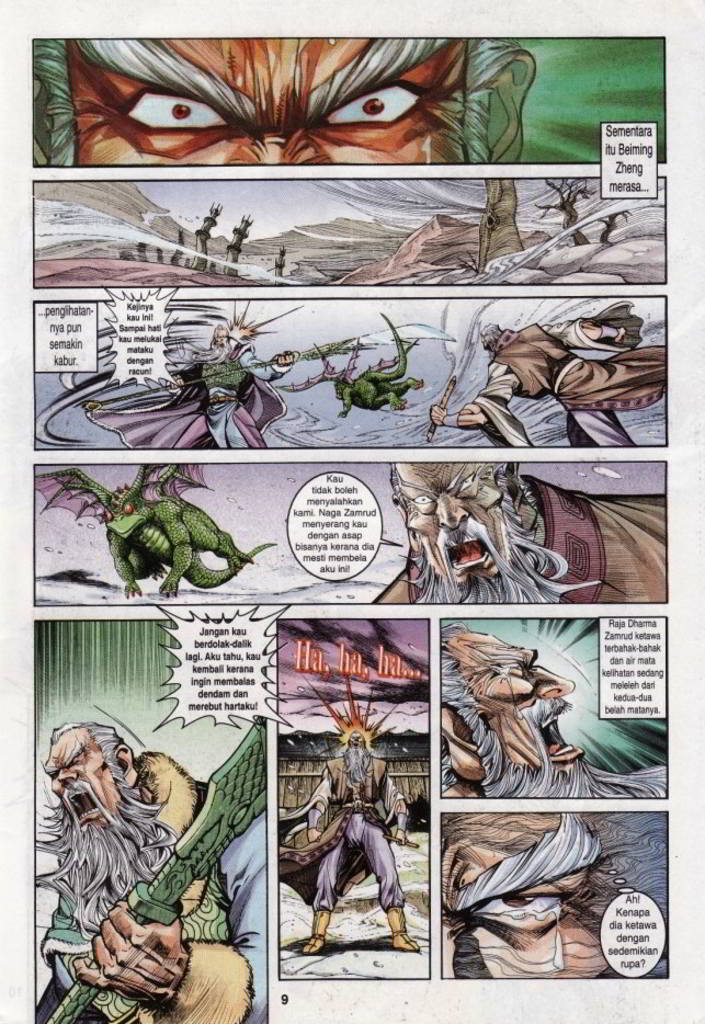 Sementara
itu Beiming
Zheng
merasa...
...penglihatan-
nya pun
semakin
kabur.
Kejinya
kau ini!
Sampai hati
kau melukai
mataku
dengan
racun!
Kau
tidak boleh
menyalahkan
kami. Naga Zamrud
menyerang kau
dengan asap
bisanya kerana dia
mesti membela
aku ini!
Jangan kau
berdolak-dalik
lagi. Aku tahu, kau
kembali kerana
ingin membalas
dendam dan
merebut hartaku!
Ha, ha, ha...
Raja Dharma
Zamrud ketawa
terbahak-bahak
dan air mata
kelihatan sedang
meleleh dari
kedua-dua
belah matanya.
Ah!
Kenapa
dia ketawa
dengan
sedemikian
rupa?
9